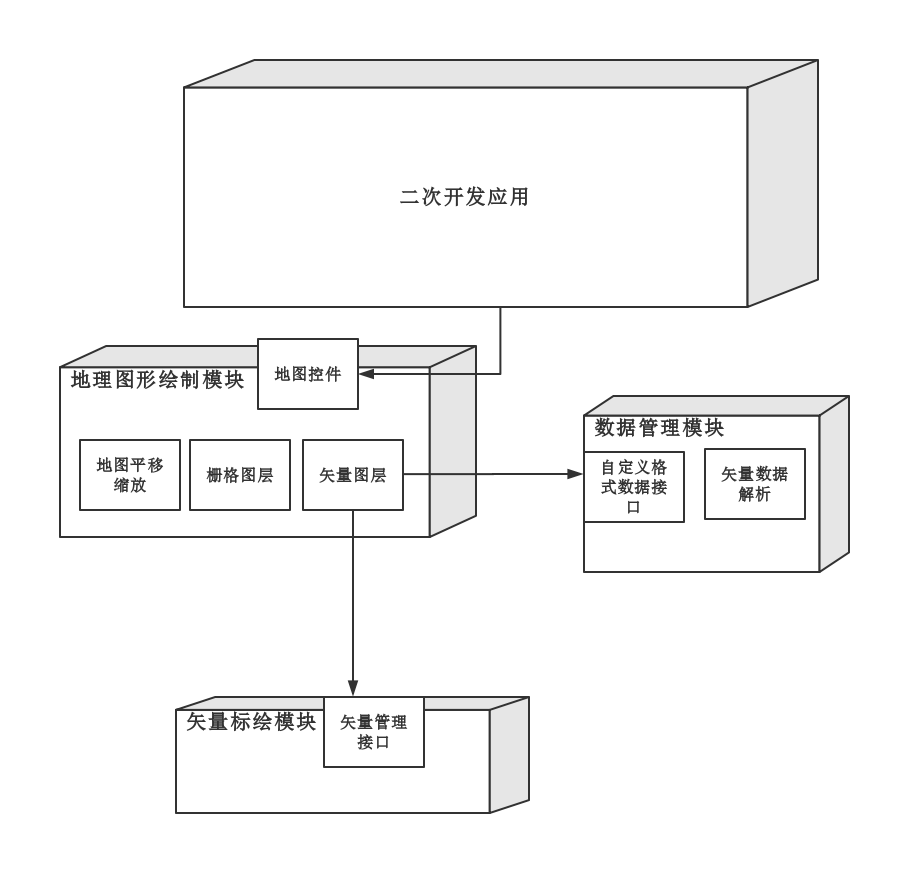 二次开发应用
地理图形绘制模块
地图控件
地图平移
缩放
栅格图层
矢量图层
数据管理模块
自定义格
式数据接
口
矢量数据
解析
矢量标绘模块
矢量管理
接口